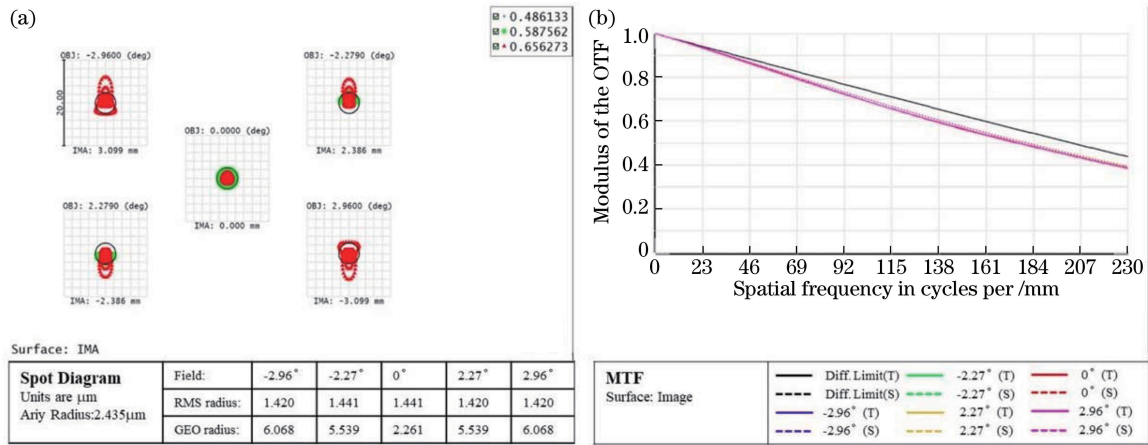 (a)
0.486133
0.587562
0.656273
OBJ: -2.9600 (deg)
20.00
IMA: 3.099 mm
OBJ: -2.2790 (deg)
IMA: 2.386 mm
OBJ: 0.0000 (deg)
IMA: 0.000 mm
OBJ: 2.2790 (deg)
IMA: -2.386 mm
OBJ: 2.9600 (deg)
IMA: -3.099 mm
Surface: IMA
Spot Diagram
Units are μm
Ariy Radius:2.435μm
Field: -2.96° -2.27° 0° 2.27° 2.96°
RMS radius: 1.420 1.441 1.441 1.420 1.420
GEO radius: 6.068 5.539 2.261 5.539 6.068
(b)
Modulus of the OTF
1.0
0.8
0.6
0.4
0.2
0
0 23 46 69 92 115 138 161 184 207 230
Spatial frequency in cycles per /mm
MTF
Surface: Image
Diff. Limit(T) -2.27° (T) 0° (T)
Diff. Limit(S) -2.27° (S) 0° (S)
-2.96° (T) 2.27° (T) 2.96° (T)
-2.96° (S) 2.27° (S) 2.96° (S)